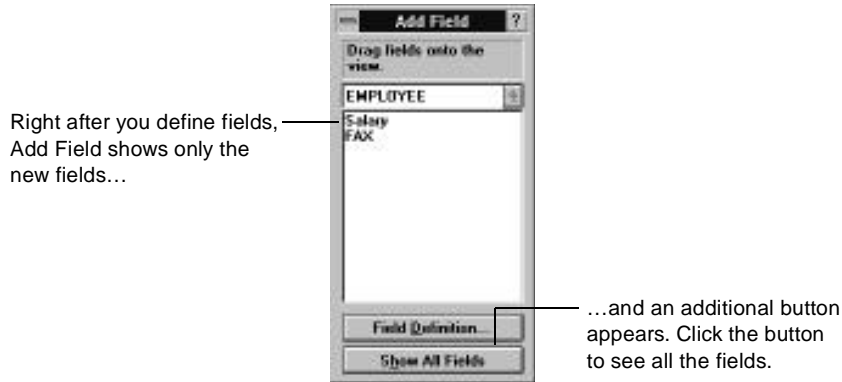 Add Field ?
Drag fields onto the
view.
EMPLOYEE
Salary
FAX
Right after you define fields,
Add Field shows only the
new fields…
…and an additional button
appears. Click the button
to see all the fields.
Field Definition...
Show All Fields